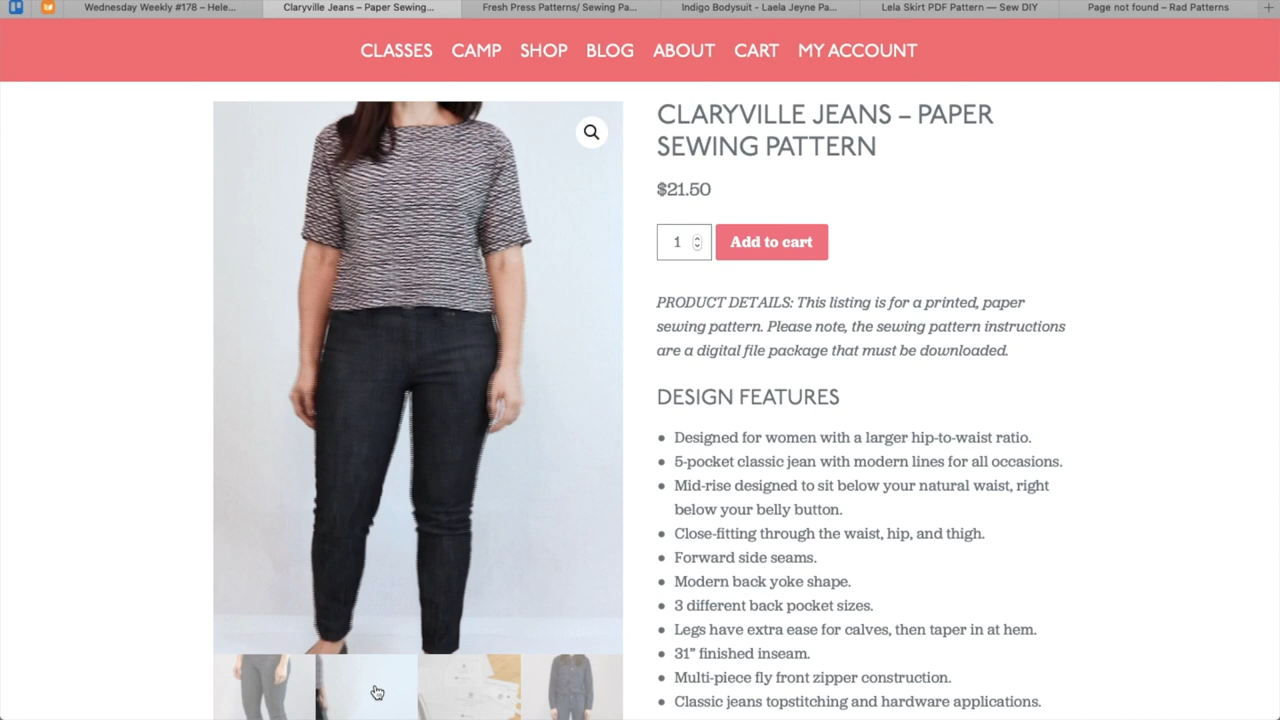 Wednesday Weekly #178 – Hele...
Claryville Jeans – Paper Sewing...
Fresh Press Patterns/ Sewing Pa...
Indigo Bodysuit - Laela Jeyne Pa...
Lela Skirt PDF Pattern — Sew DIY
Page not found – Rad Patterns
CLASSES CAMP SHOP BLOG ABOUT CART MY ACCOUNT
CLARYVILLE JEANS – PAPER
SEWING PATTERN
$21.50
1
Add to cart
PRODUCT DETAILS: This listing is for a printed, paper
sewing pattern. Please note, the sewing pattern instructions
are a digital file package that must be downloaded.
DESIGN FEATURES
• Designed for women with a larger hip-to-waist ratio.
• 5-pocket classic jean with modern lines for all occasions.
• Mid-rise designed to sit below your natural waist, right
below your belly button.
• Close-fitting through the waist, hip, and thigh.
• Forward side seams.
• Modern back yoke shape.
• 3 different back pocket sizes.
• Legs have extra ease for calves, then taper in at hem.
• 31” finished inseam.
• Multi-piece fly front zipper construction.
• Classic jeans topstitching and hardware applications.